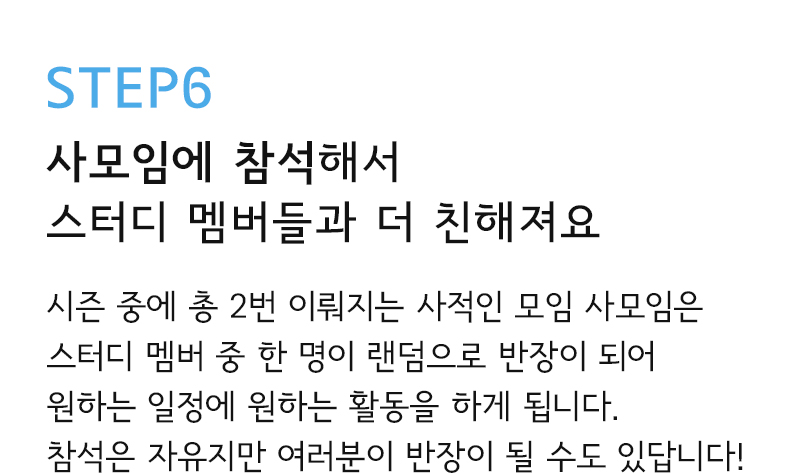 STEP6
사모임에 참석해서
스터디 멤버들과 더 친해져요
시즌 중에 총 2번 이뤄지는 사적인 모임 사모임은
스터디 멤버 중 한 명이 랜덤으로 반장이 되어
원하는 일정에 원하는 활동을 하게 됩니다.
참석은 자유지만 여러분이 반장이 될 수도 있답니다!